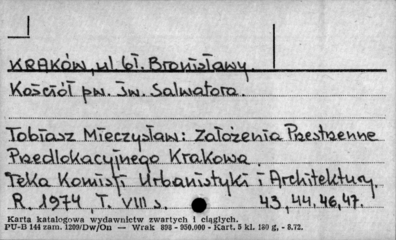 KRAKÓW, ul bł. Bronisławy.
Kościół pw. Św. Salwatora.
Tobiasz Mieczysław: Założenia Przestrzenne
Przedlokacyjnego Krakowa.
Teka Komisji Urbanistyki i Architektury.
R. 1974, T. VIII s. 43, 44, 46, 47.
Karta katalogowa wydawnictw zwartych i ciągłych.
PU-B 144 zam. 1209/Dw/On — Wrak 898 - 950.000 - Kart. 5 kl. 180 g. - 8.72.